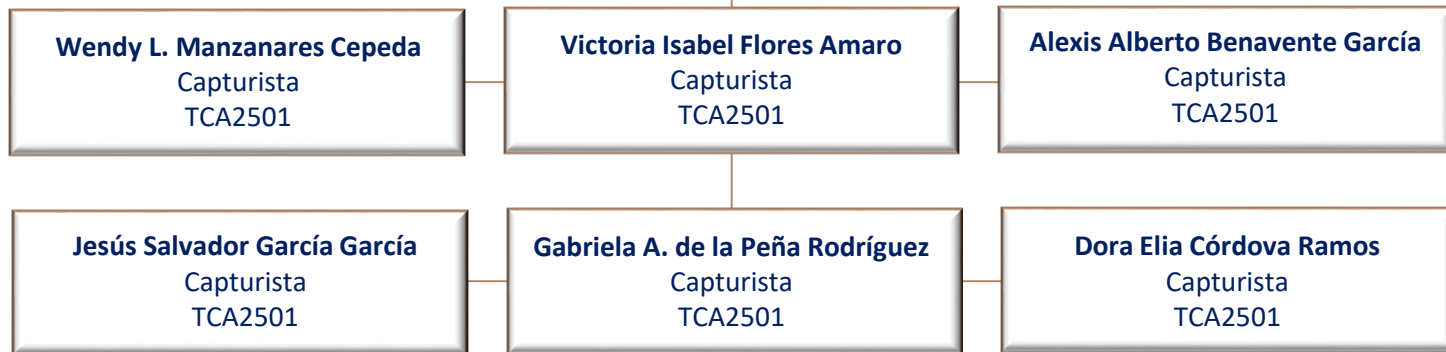 Wendy L. Manzanares Cepeda
Capturista
TCA2501
Victoria Isabel Flores Amaro
Capturista
TCA2501
Alexis Alberto Benavente García
Capturista
TCA2501
Jesús Salvador García García
Capturista
TCA2501
Gabriela A. de la Peña Rodríguez
Capturista
TCA2501
Dora Elia Córdova Ramos
Capturista
TCA2501